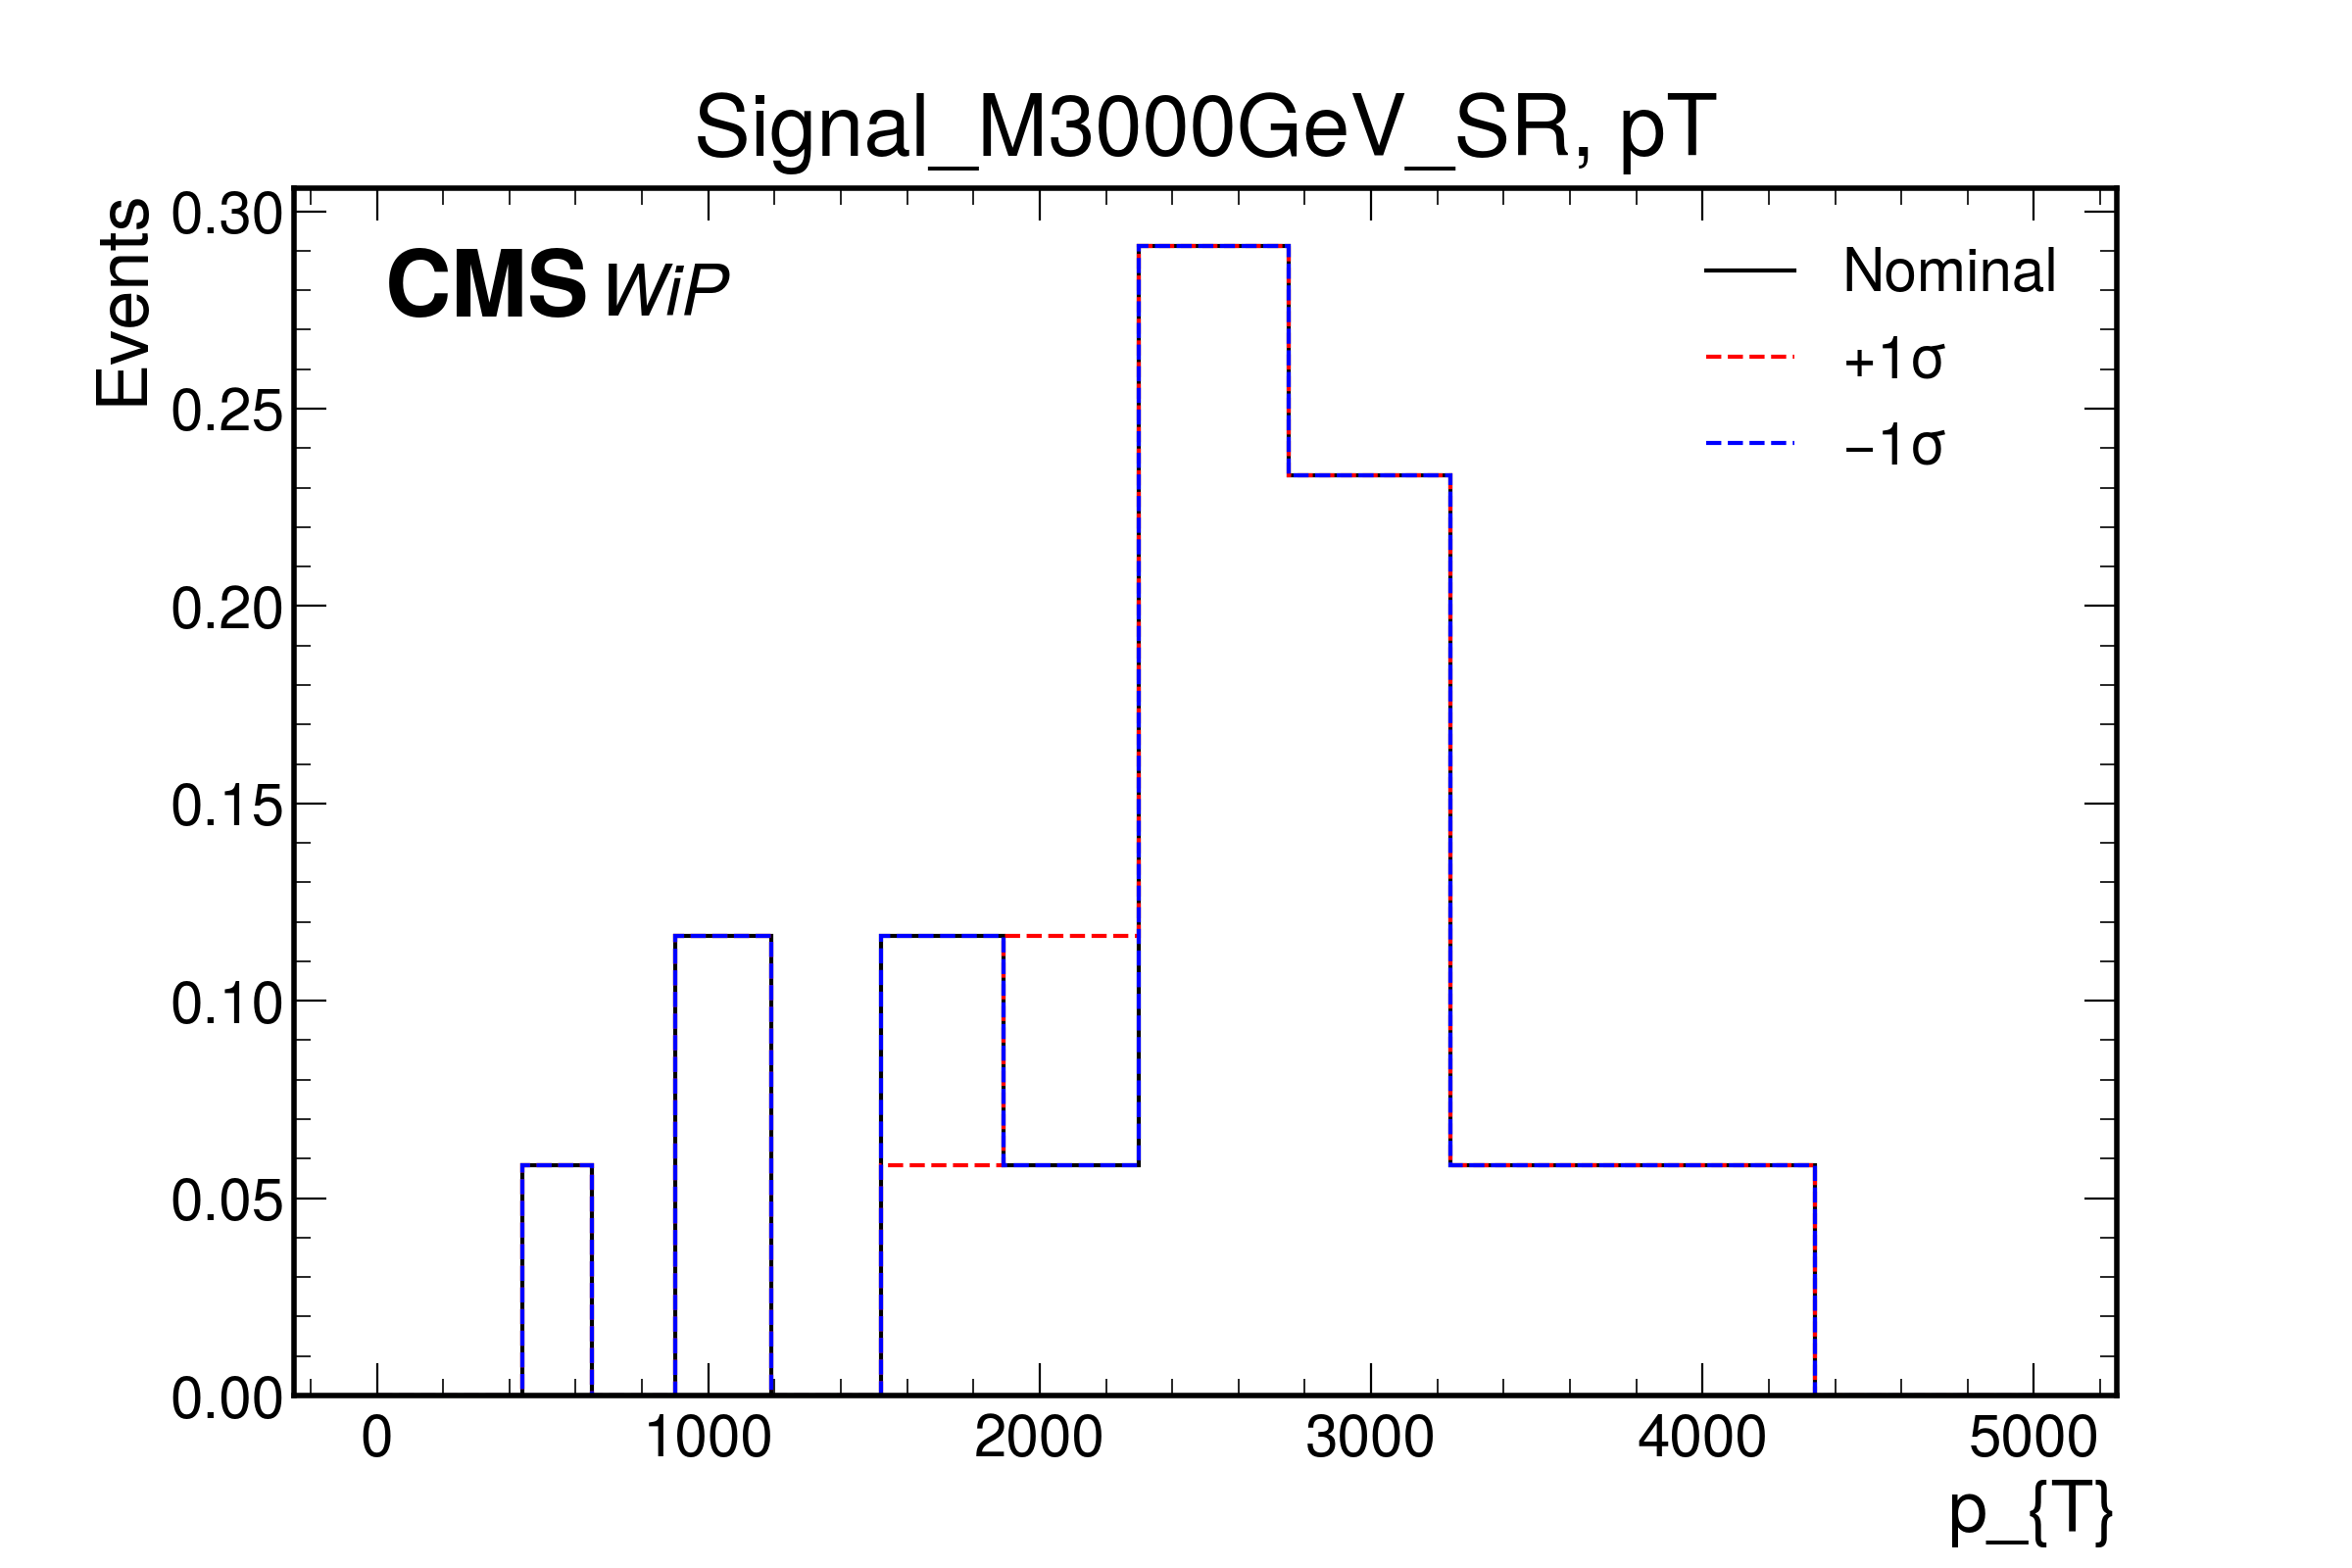 Signal_M3000GeV_SR, pT
Events
CMS WiP
Nominal
+1σ
−1σ
0.30
0.25
0.20
0.15
0.10
0.05
0.00
0 1000 2000 3000 4000 5000
p_{T}